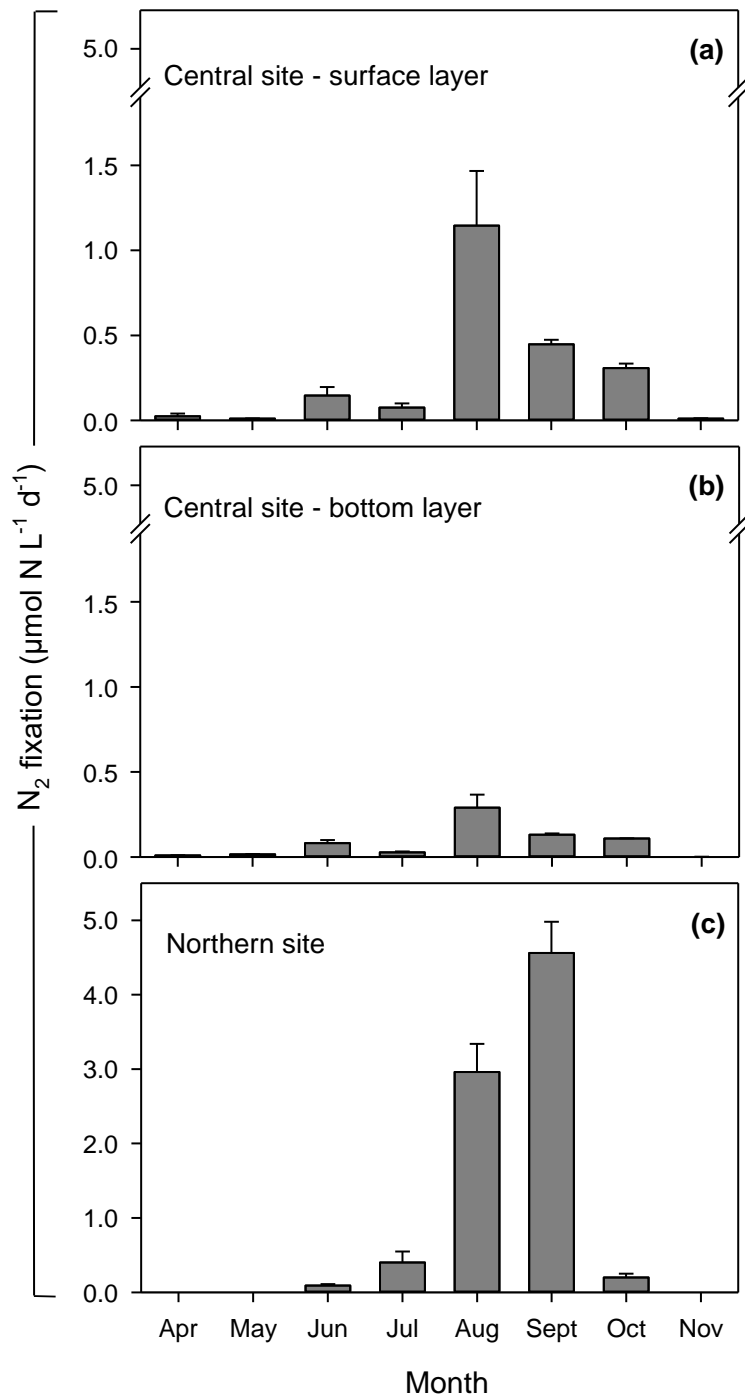 N₂ fixation (µmol N L⁻¹ d⁻¹)
(a)
Central site - surface layer
5.0
1.5
1.0
0.5
0.0
(b)
Central site - bottom layer
5.0
1.5
1.0
0.5
0.0
(c)
Northern site
5.0
4.0
3.0
2.0
1.0
0.0
Apr May Jun Jul Aug Sept Oct Nov
Month